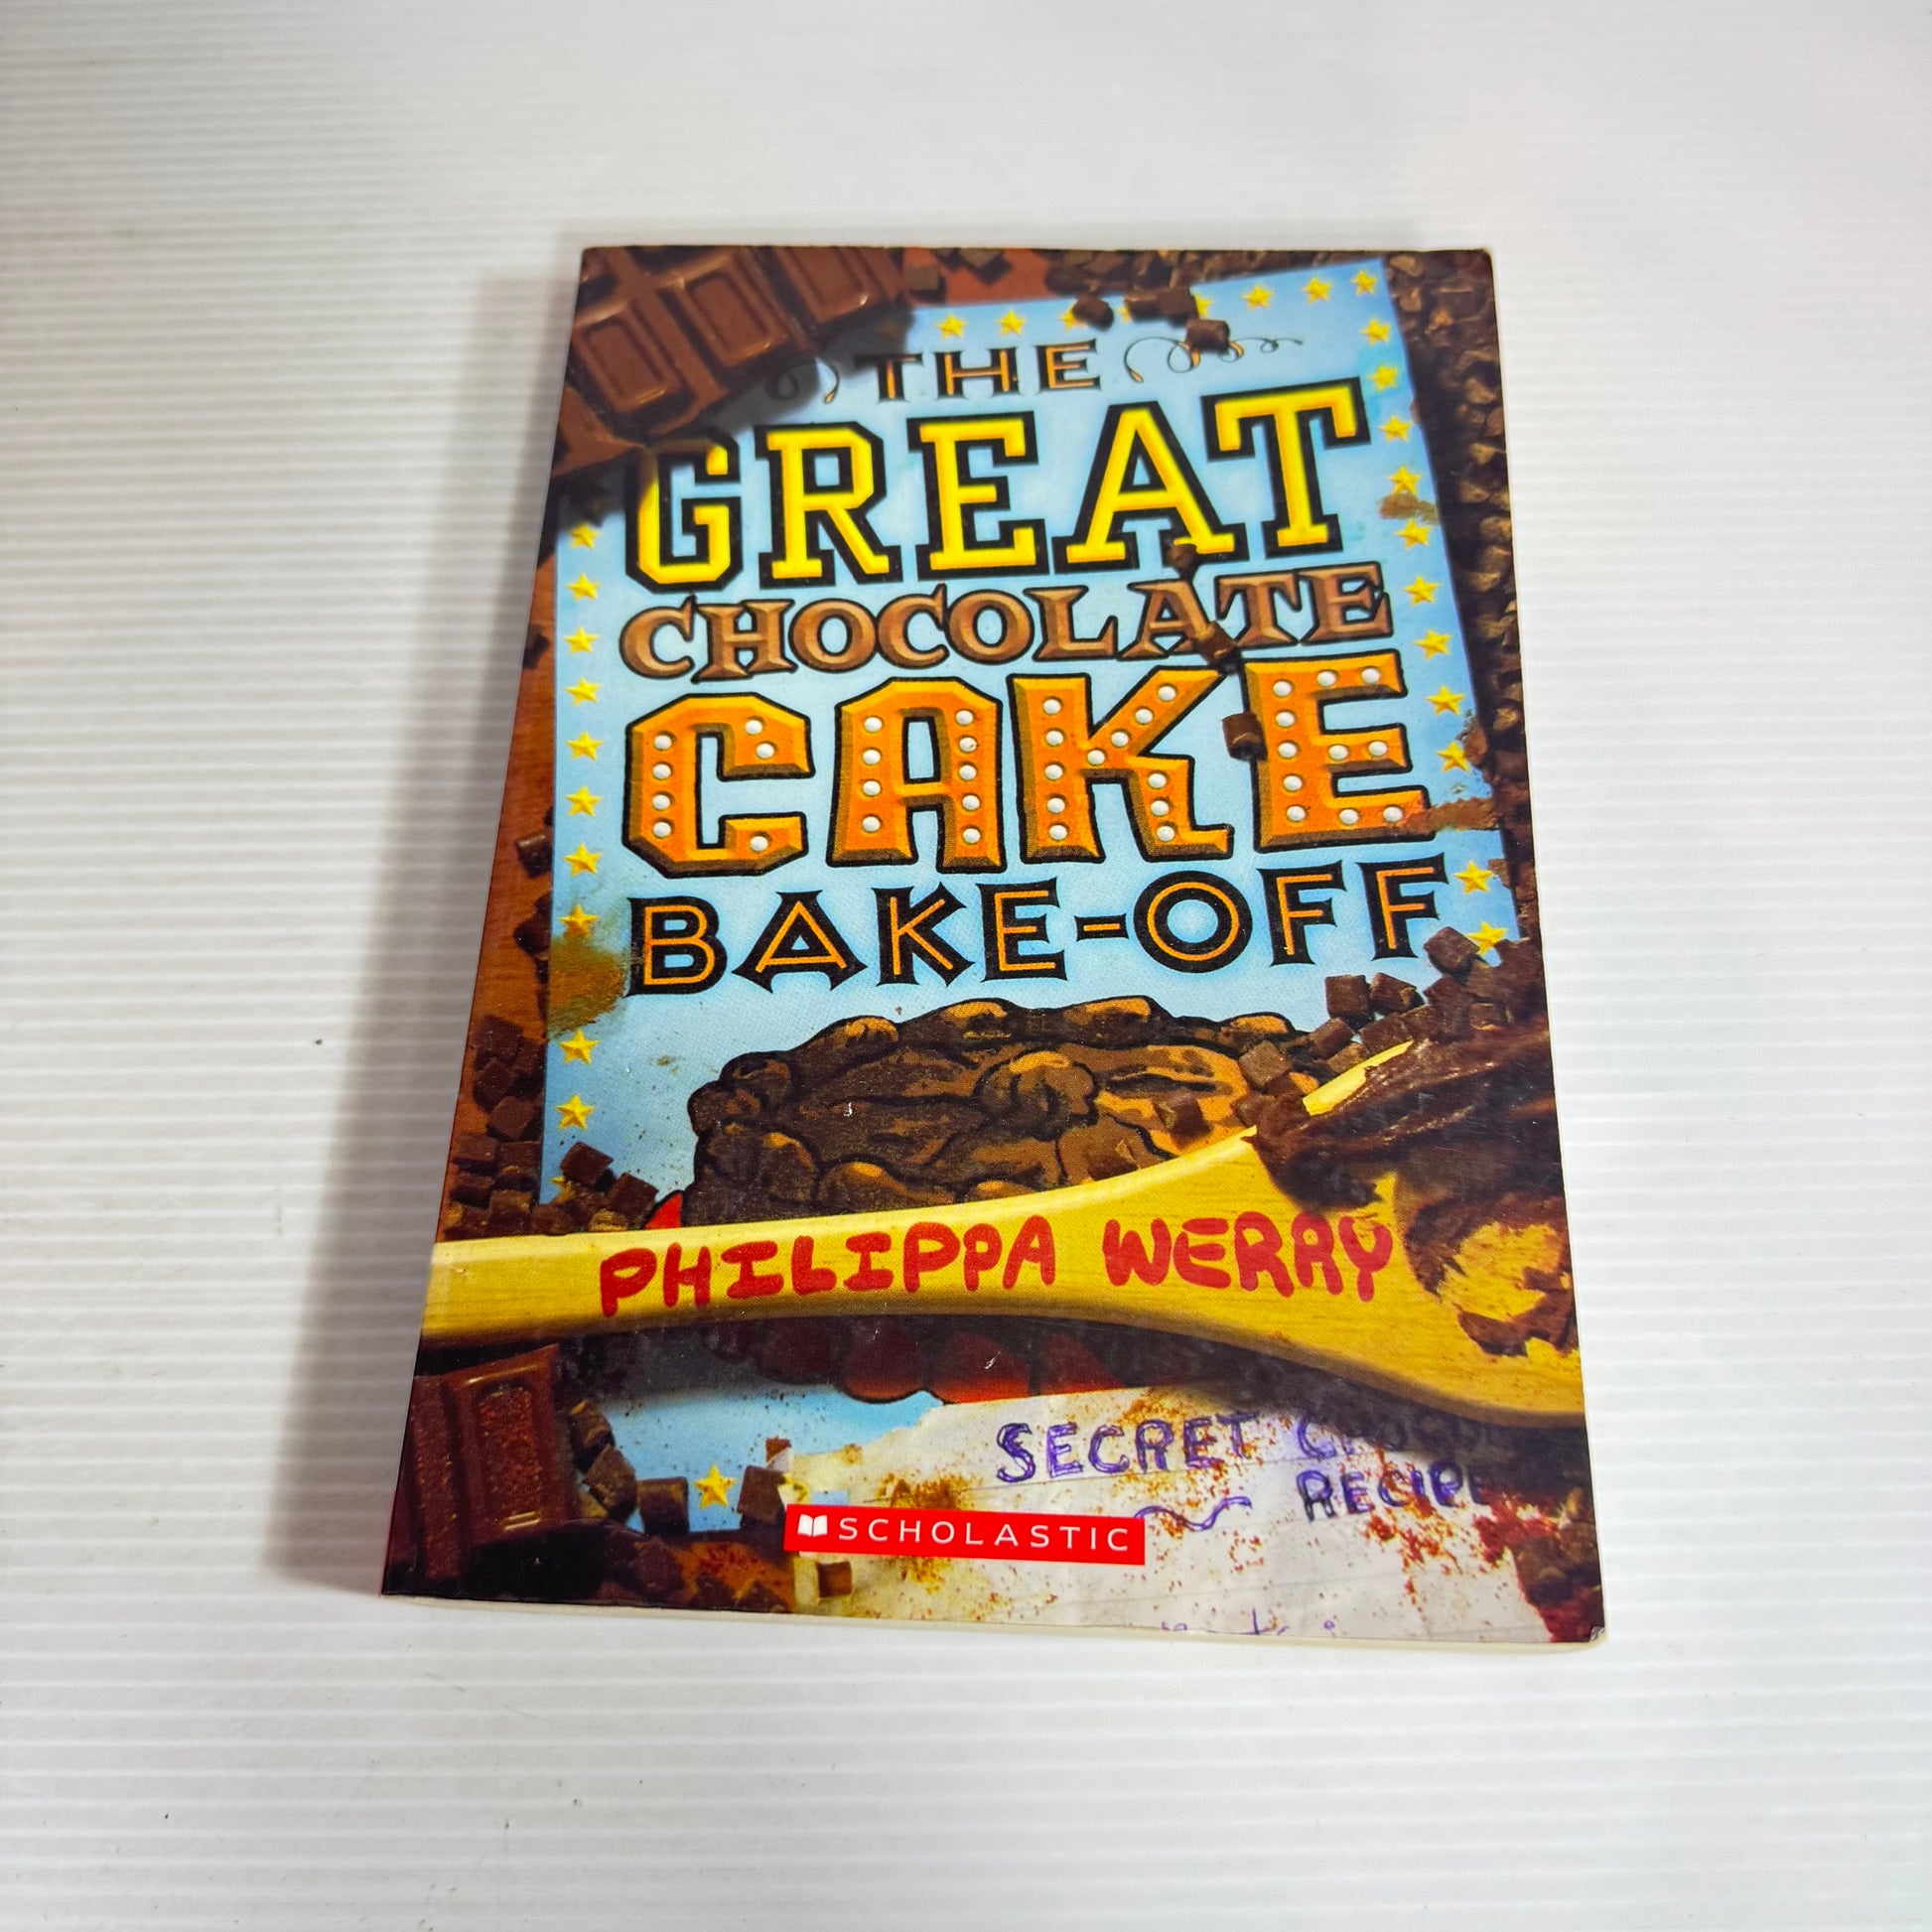 THE
GREAT
CHOCOLATE
CAKE
BAKE-OFF
PHILIPPA WERRY
SECRET
RECIPE
SCHOLASTIC